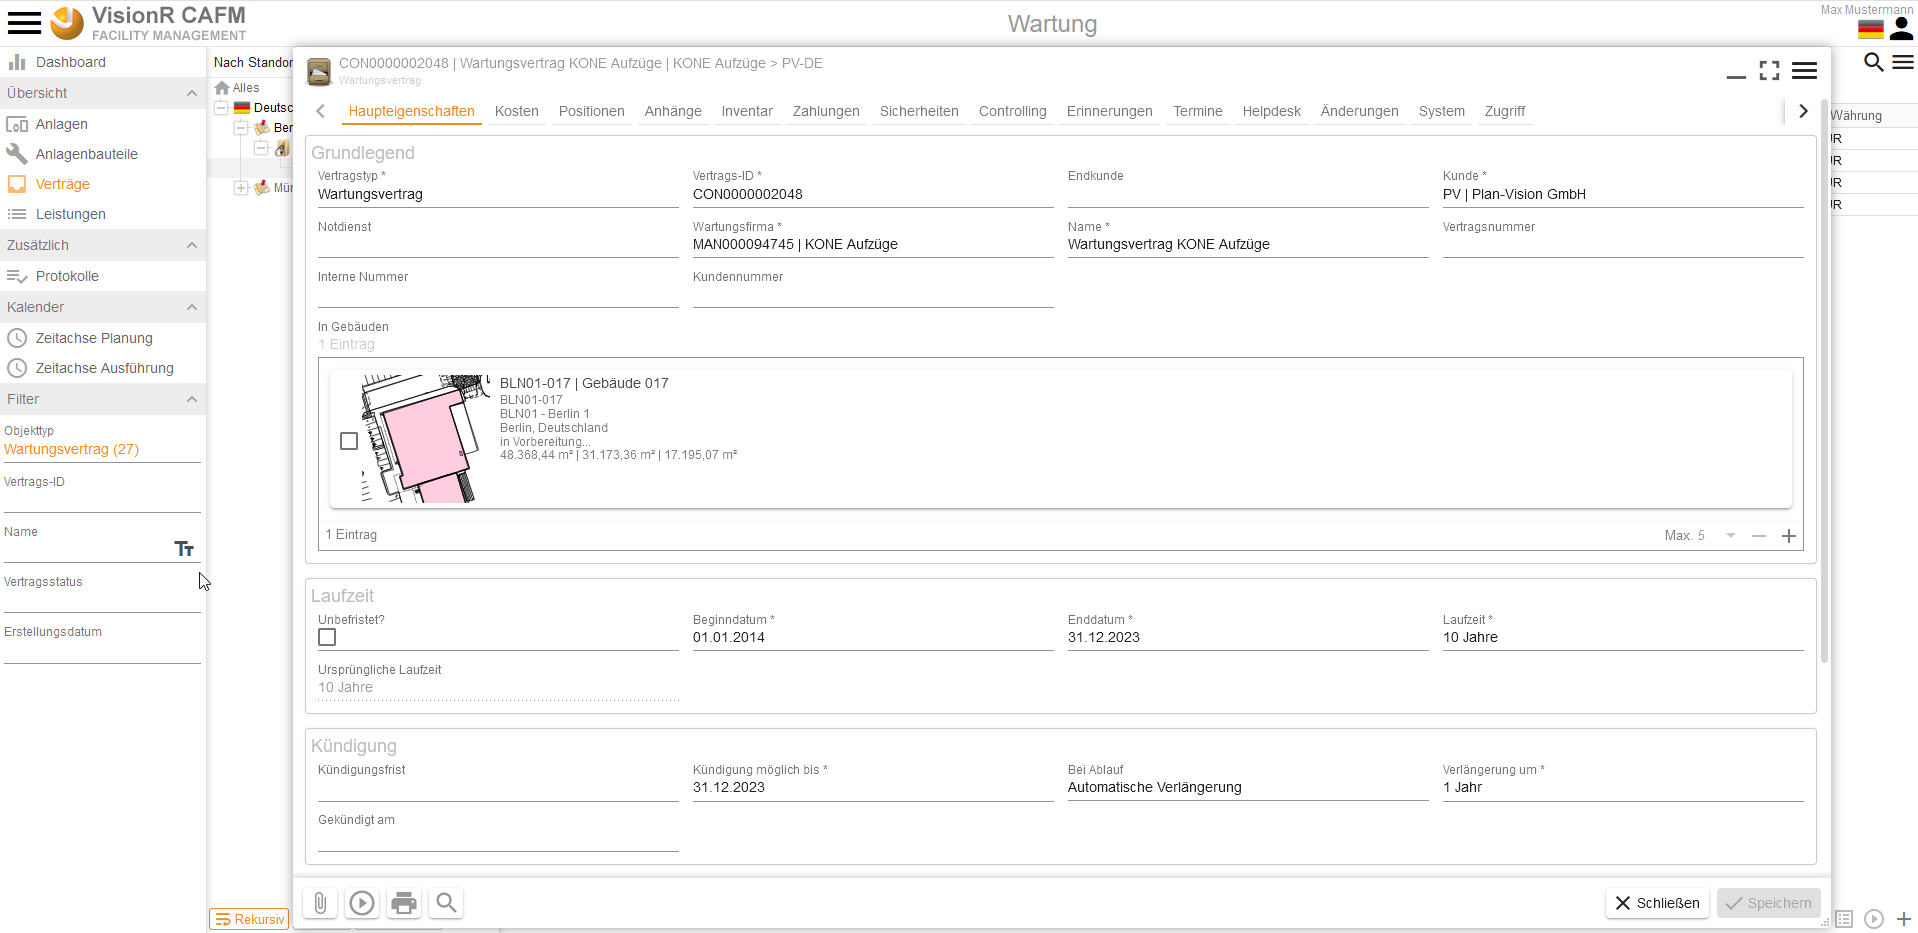 VisionR CAFM
FACILITY MANAGEMENT
Wartung
Max Mustermann
Dashboard
Übersicht
Anlagen
Anlagenbauteile
Verträge
Leistungen
Zusätzlich
Protokolle
Kalender
Zeitachse Planung
Zeitachse Ausführung
Filter
Objekttyp
Wartungsvertrag (27)
Vertrags-ID
Name
Vertragsstatus
Erstellungsdatum
Nach Standor
Alles
Deutsc
Ber
Mün
Rekursiv
CON0000002048 | Wartungsvertrag KONE Aufzüge | KONE Aufzüge > PV-DE
Wartungsvertrag
Haupteigenschaften Kosten Positionen Anhänge Inventar Zahlungen Sicherheiten Controlling Erinnerungen Termine Helpdesk Änderungen System Zugriff
Grundlegend
Vertragstyp * Vertrags-ID * Endkunde Kunde *
Wartungsvertrag CON0000002048 PV | Plan-Vision GmbH
Notdienst Wartungsfirma * Name * Vertragsnummer
MAN000094745 | KONE Aufzüge Wartungsvertrag KONE Aufzüge
Interne Nummer Kundennummer
In Gebäuden
1 Eintrag
BLN01-017 | Gebäude 017
BLN01-017
BLN01 - Berlin 1
Berlin, Deutschland
in Vorbereitung...
48.368,44 m² | 31.173,36 m² | 17.195,07 m²
1 Eintrag Max. 5
Laufzeit
Unbefristet? Beginndatum * Enddatum * Laufzeit *
01.01.2014 31.12.2023 10 Jahre
Ursprüngliche Laufzeit
10 Jahre
Kündigung
Kündigungsfrist Kündigung möglich bis * Bei Ablauf Verlängerung um *
31.12.2023 Automatische Verlängerung 1 Jahr
Gekündigt am
Schließen Speichern
Währung
UR
UR
UR
UR